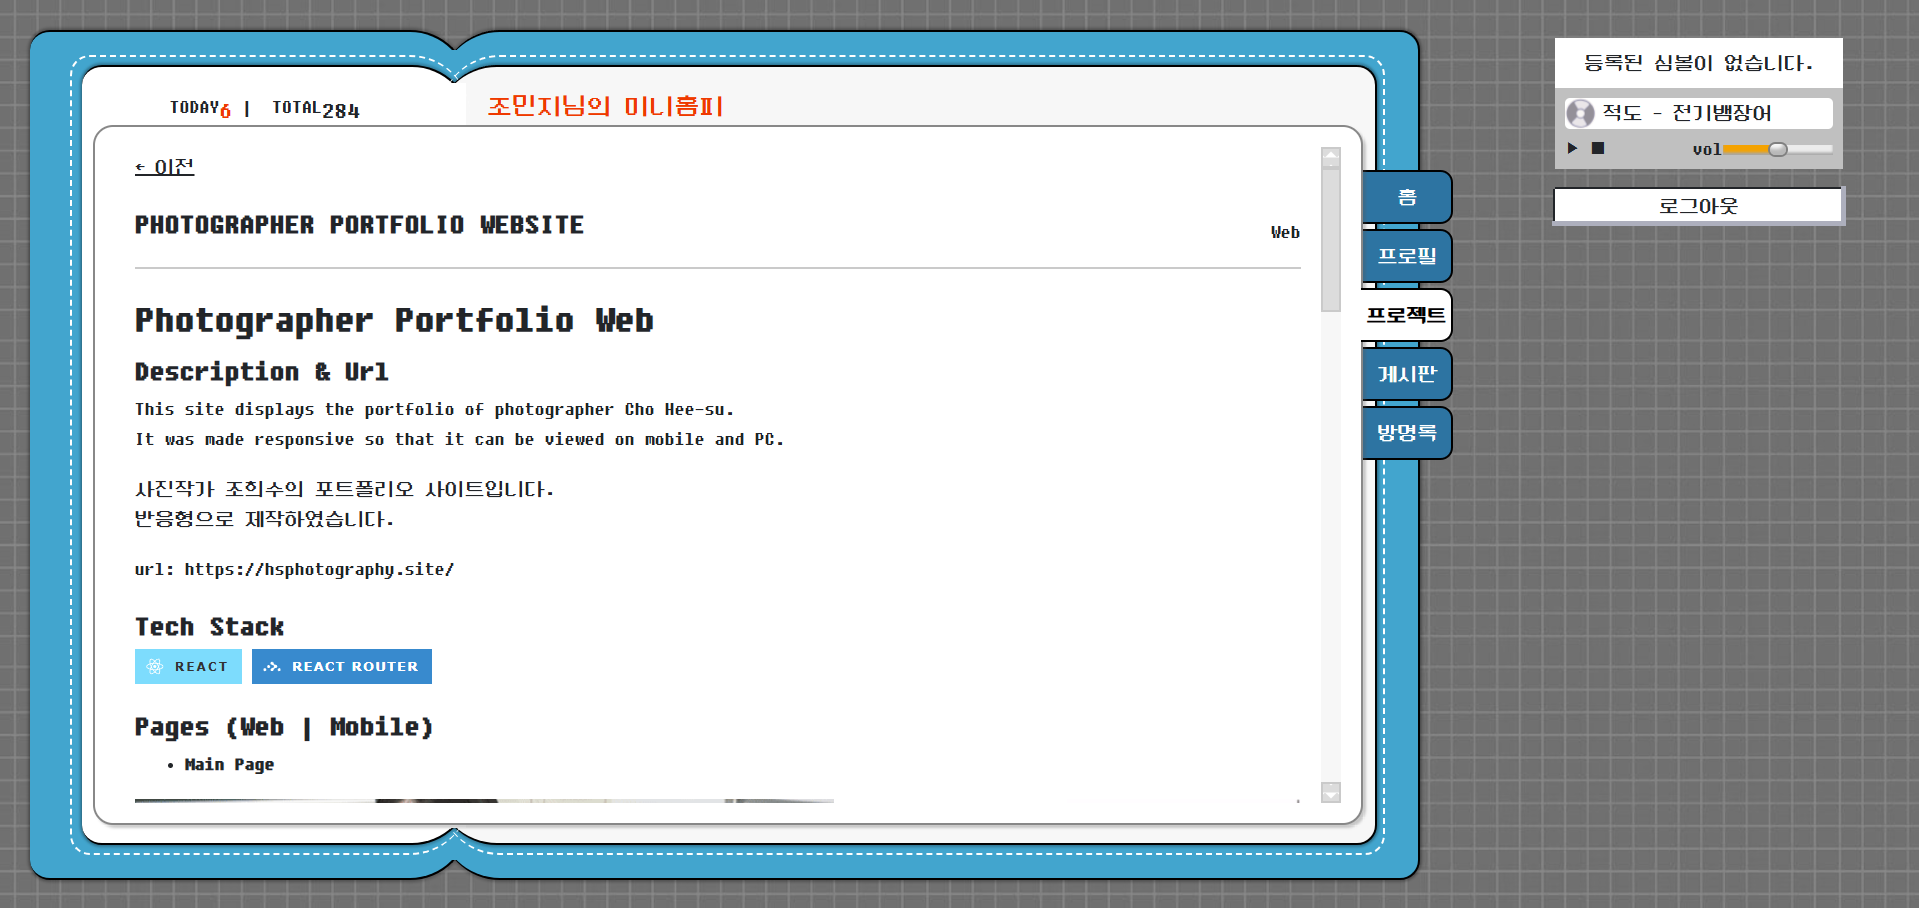 TODAY6 | TOTAL284
조민지님의 미니홈피
← 이전
PHOTOGRAPHER PORTFOLIO WEBSITE
Web
Photographer Portfolio Web
Description & Url
This site displays the portfolio of photographer Cho Hee-su.
It was made responsive so that it can be viewed on mobile and PC.
사진작가 조희수의 포트폴리오 사이트입니다.
반응형으로 제작하였습니다.
url: https://hsphotography.site/
Tech Stack
REACT
REACT ROUTER
Pages (Web | Mobile)
• Main Page
홈
프로필
프로젝트
게시판
방명록
등록된 심볼이 없습니다.
적도 - 전기뱀장어
vol
로그아웃